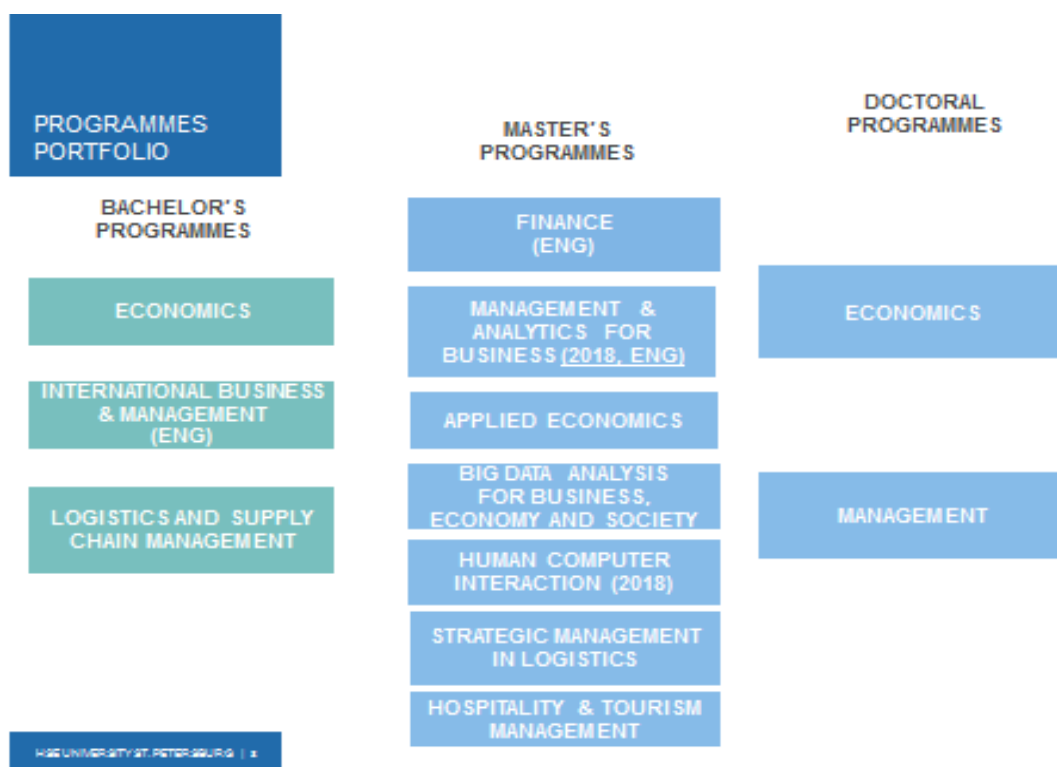 PROGRAMMES
PORTFOLIO
BACHELOR'S
PROGRAMMES
ECONOMICS
INTERNATIONAL BUSINESS
& MANAGEMENT
(ENG)
LOGISTICS AND SUPPLY
CHAIN MANAGEMENT
MASTER'S
PROGRAMMES
FINANCE
(ENG)
MANAGEMENT &
ANALYTICS FOR
BUSINESS (2018, ENG)
APPLIED ECONOMICS
BIG DATA ANALYSIS
FOR BUSINESS,
ECONOMY AND SOCIETY
HUMAN COMPUTER
INTERACTION (2018)
STRATEGIC MANAGEMENT
IN LOGISTICS
HOSPITALITY & TOURISM
MANAGEMENT
DOCTORAL
PROGRAMMES
ECONOMICS
MANAGEMENT
HSE UNIVERSITY ST. PETERSBURG |